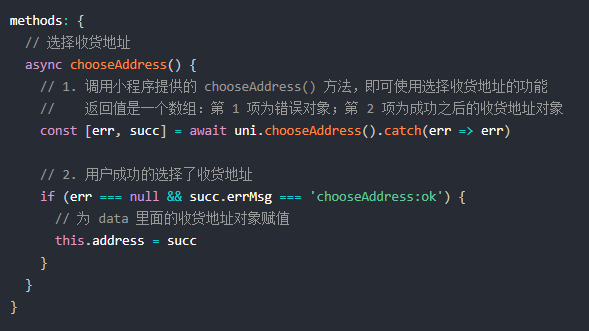 methods: {
  // 选择收货地址
  async chooseAddress() {
    // 1. 调用小程序提供的 chooseAddress() 方法，即可使用选择收货地址的功能
    //    返回值是一个数组：第 1 项为错误对象；第 2 项为成功之后的收货地址对象
    const [err, succ] = await uni.chooseAddress().catch(err => err)

    // 2. 用户成功的选择了收货地址
    if (err === null && succ.errMsg === 'chooseAddress:ok') {
      // 为 data 里面的收货地址对象赋值
      this.address = succ
    }
  }
}